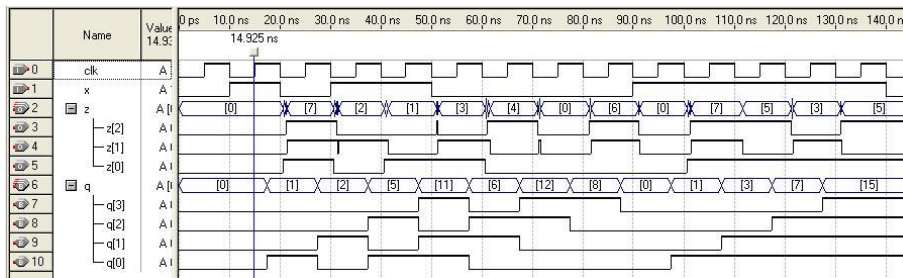 Name Value 14.93 0 ps 10.0 ns 20.0 ns 30.0 ns 40.0 ns 50.0 ns 60.0 ns 70.0 ns 80.0 ns 90.0 ns 100.0 ns 110.0 ns 120.0 ns 130.0 ns 140.0 n
14.925 ns
0 clk A
1 x A
2 z A [ [0] [7] [2] [1] [3] [4] [0] [6] [0] [7] [5] [3] [5]
3 z[2] A
4 z[1] A
5 z[0] A
6 q A [ [0] [1] [2] [5] [11] [6] [12] [8] [0] [1] [3] [7] [15]
7 q[3] A
8 q[2] A
9 q[1] A
10 q[0] A